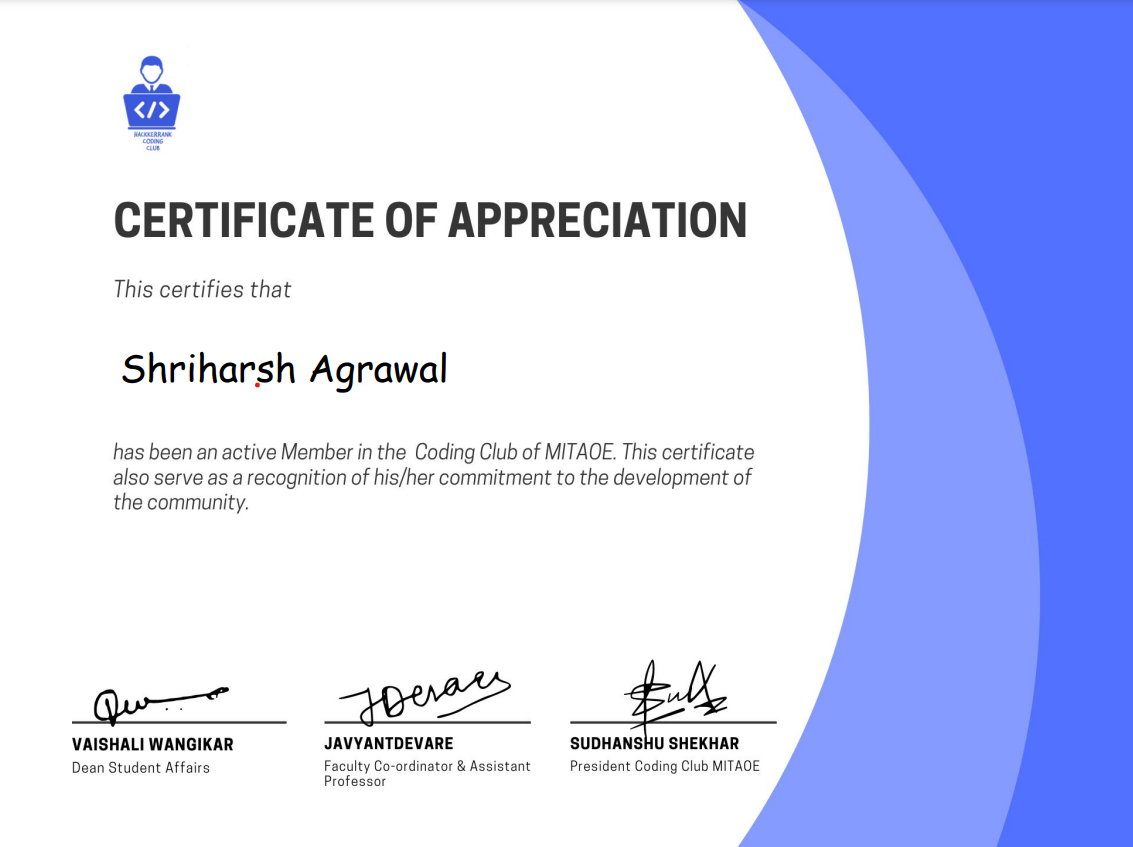 </>
HACKERRANK
CODING
CLUB
CERTIFICATE OF APPRECIATION
This certifies that
Shriharsh Agrawal
has been an active Member in the Coding Club of MITAOE. This certificate
also serve as a recognition of his/her commitment to the development of
the community.
VAISHALI WANGIKAR
Dean Student Affairs
JAVYANTDEVARE
Faculty Co-ordinator & Assistant
Professor
SUDHANSHU SHEKHAR
President Coding Club MITAOE